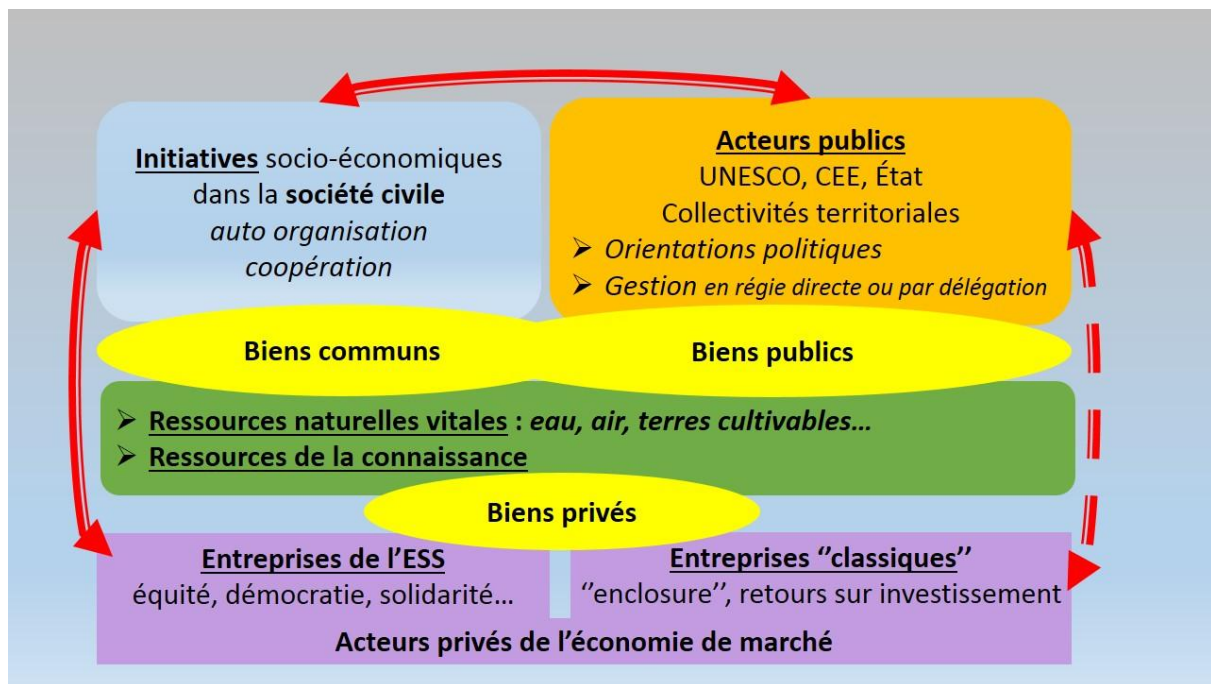 Initiatives socio-économiques
dans la société civile
auto organisation
coopération
Acteurs publics
UNESCO, CEE, État
Collectivités territoriales
➢ Orientations politiques
➢ Gestion en régie directe ou par délégation
Biens communs
Biens publics
➢ Ressources naturelles vitales : eau, air, terres cultivables…
➢ Ressources de la connaissance
Biens privés
Entreprises de l’ESS
équité, démocratie, solidarité…
Entreprises ‘‘classiques’’
‘‘enclosure’’, retours sur investissement
Acteurs privés de l’économie de marché